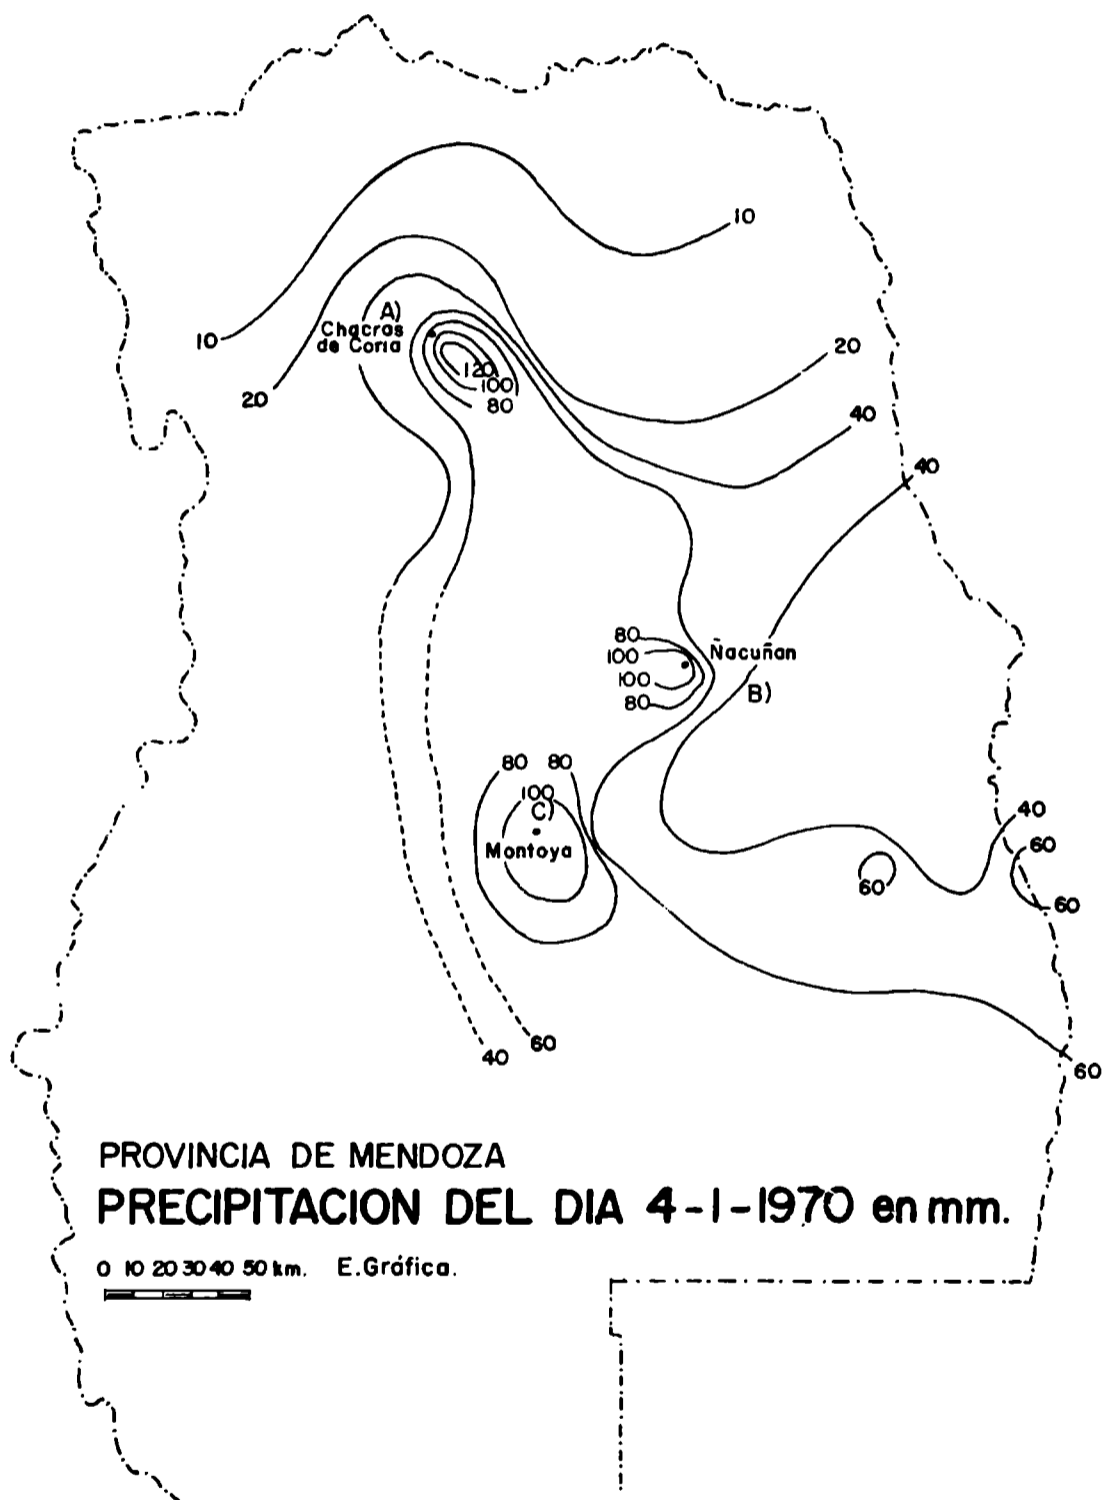 10
10
A)
Chacras
de Coria
20
120
100
20
80
40
40
80
100
Ñacuñan
100
B)
80
80 80
100
C)
40
Montoya
60
60
60
40 60
60
PROVINCIA DE MENDOZA
PRECIPITACION DEL DIA 4-1-1970 en mm.
0 10 20 30 40 50 km. E.Gráfica.